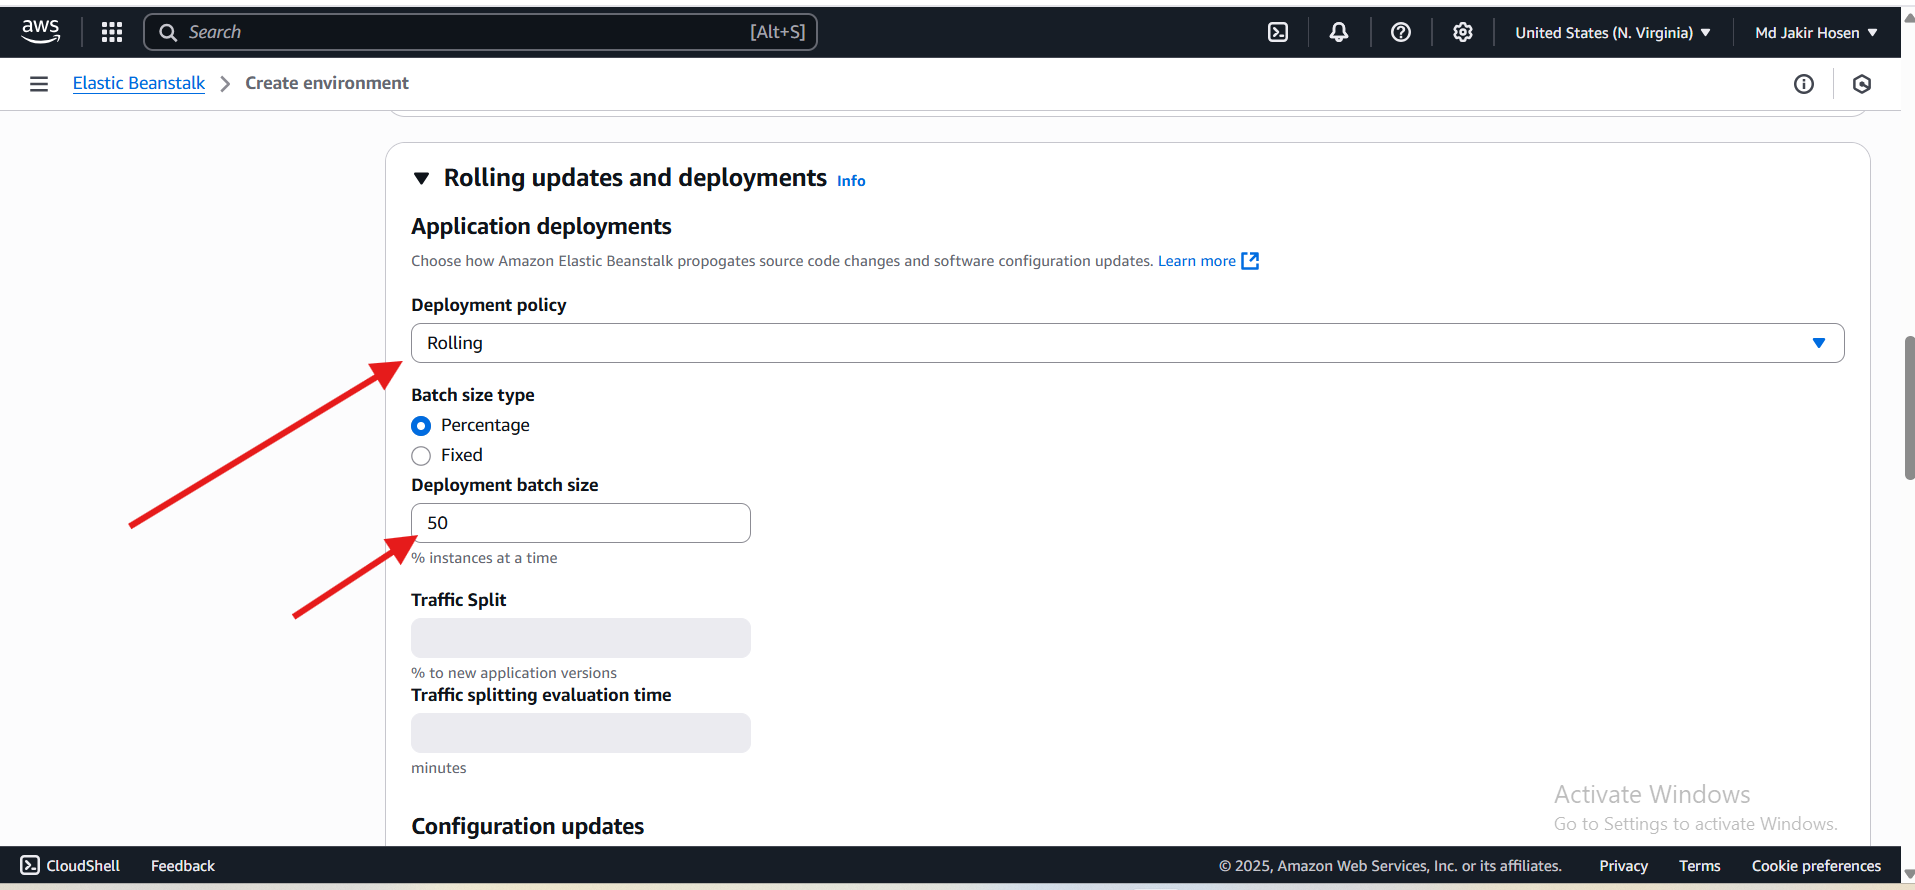 aws
Search [Alt+S]
United States (N. Virginia)
Md Jakir Hosen
Elastic Beanstalk
Create environment
Rolling updates and deployments Info
Application deployments
Choose how Amazon Elastic Beanstalk propogates source code changes and software configuration updates. Learn more
Deployment policy
Rolling
Batch size type
Percentage
Fixed
Deployment batch size
50
% instances at a time
Traffic Split
% to new application versions
Traffic splitting evaluation time
minutes
Configuration updates
Activate Windows
Go to Settings to activate Windows.
CloudShell Feedback © 2025, Amazon Web Services, Inc. or its affiliates. Privacy Terms Cookie preferences